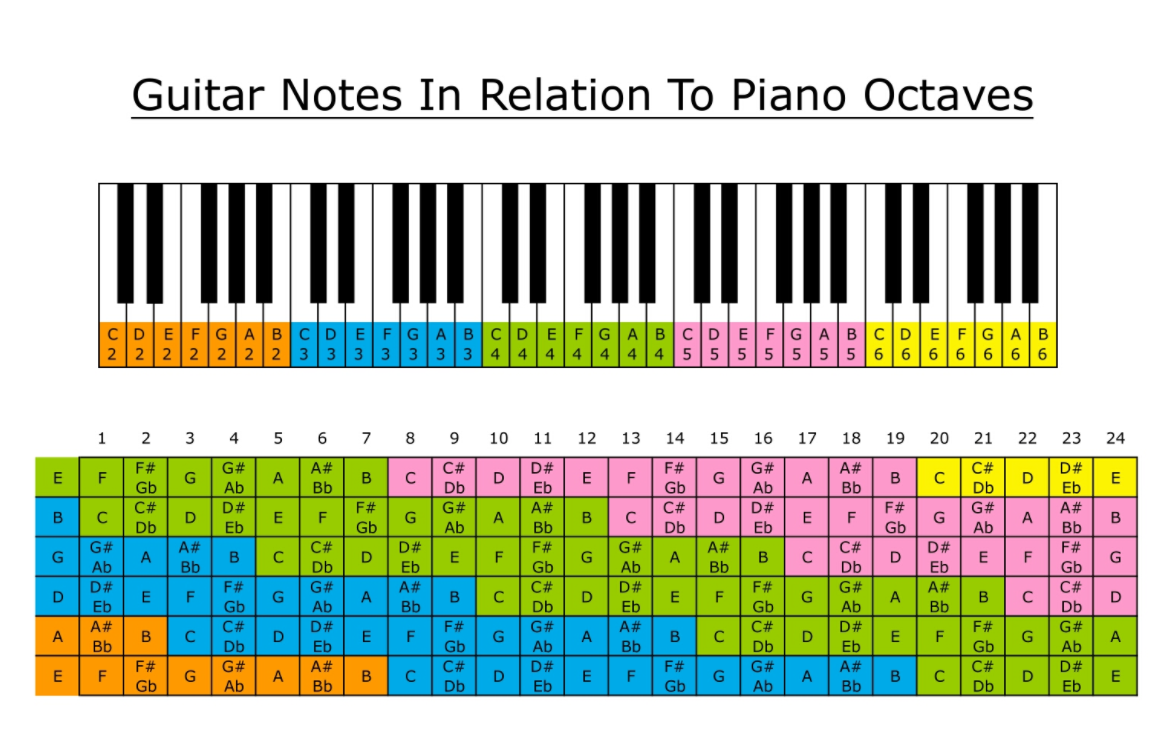 Guitar Notes In Relation To Piano Octaves
C D E F G A B C D E F G A B C D E F G A B C D E F G A B C D E F G A B
2 2 2 2 2 2 2 3 3 3 3 3 3 3 4 4 4 4 4 4 4 5 5 5 5 5 5 5 6 6 6 6 6 6 6
1 2 3 4 5 6 7 8 9 10 11 12 13 14 15 16 17 18 19 20 21 22 23 24
E F F# Gb G G# Ab A A# Bb B C C# Db D D# Eb E F F# Gb G G# Ab A A# Bb B C C# Db D D# Eb E
B C C# Db D D# Eb E F F# Gb G G# Ab A A# Bb B C C# Db D D# Eb E F F# Gb G G# Ab A A# Bb B
G G# Ab A A# Bb B C C# Db D D# Eb E F F# Gb G G# Ab A A# Bb B C C# Db D D# Eb E F F# Gb G
D D# Eb E F F# Gb G G# Ab A A# Bb B C C# Db D D# Eb E F F# Gb G G# Ab A A# Bb B C C# Db D
A A# Bb B C C# Db D D# Eb E F F# Gb G G# Ab A A# Bb B C C# Db D D# Eb E F F# Gb G G# Ab A
E F F# Gb G G# Ab A A# Bb B C C# Db D D# Eb E F F# Gb G G# Ab A A# Bb B C C# Db D D# Eb E